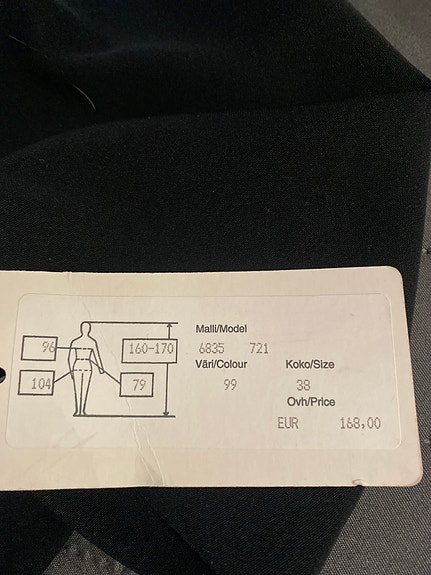 Malli/Model
96 160-170 6835 721
Väri/Colour Koko/Size
104 79 99 38
Ovh/Price
EUR 168,00